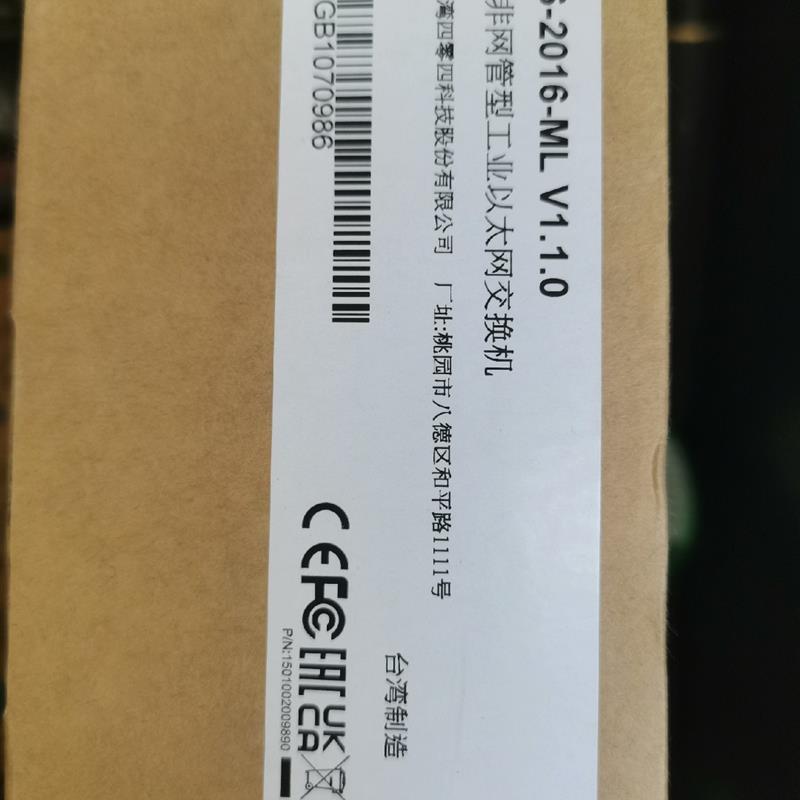 S-2016-ML V1.1.0
非网管型工业以太网交换机
湾四零四科技股份有限公司 厂址:桃园市八德区和平路1111号
GB1070986
台湾制造
CE FC EAC UK CA
P/N:1501002009890